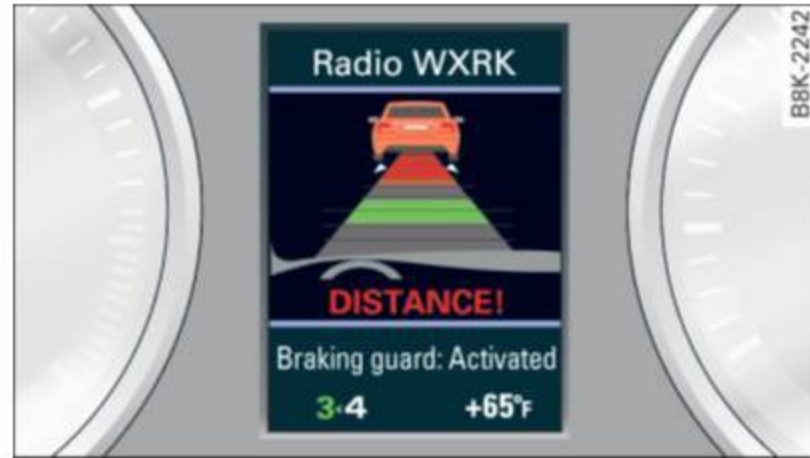 Radio WXRK
DISTANCE!
Braking guard: Activated
3‹4 +65°F
B8K-2242